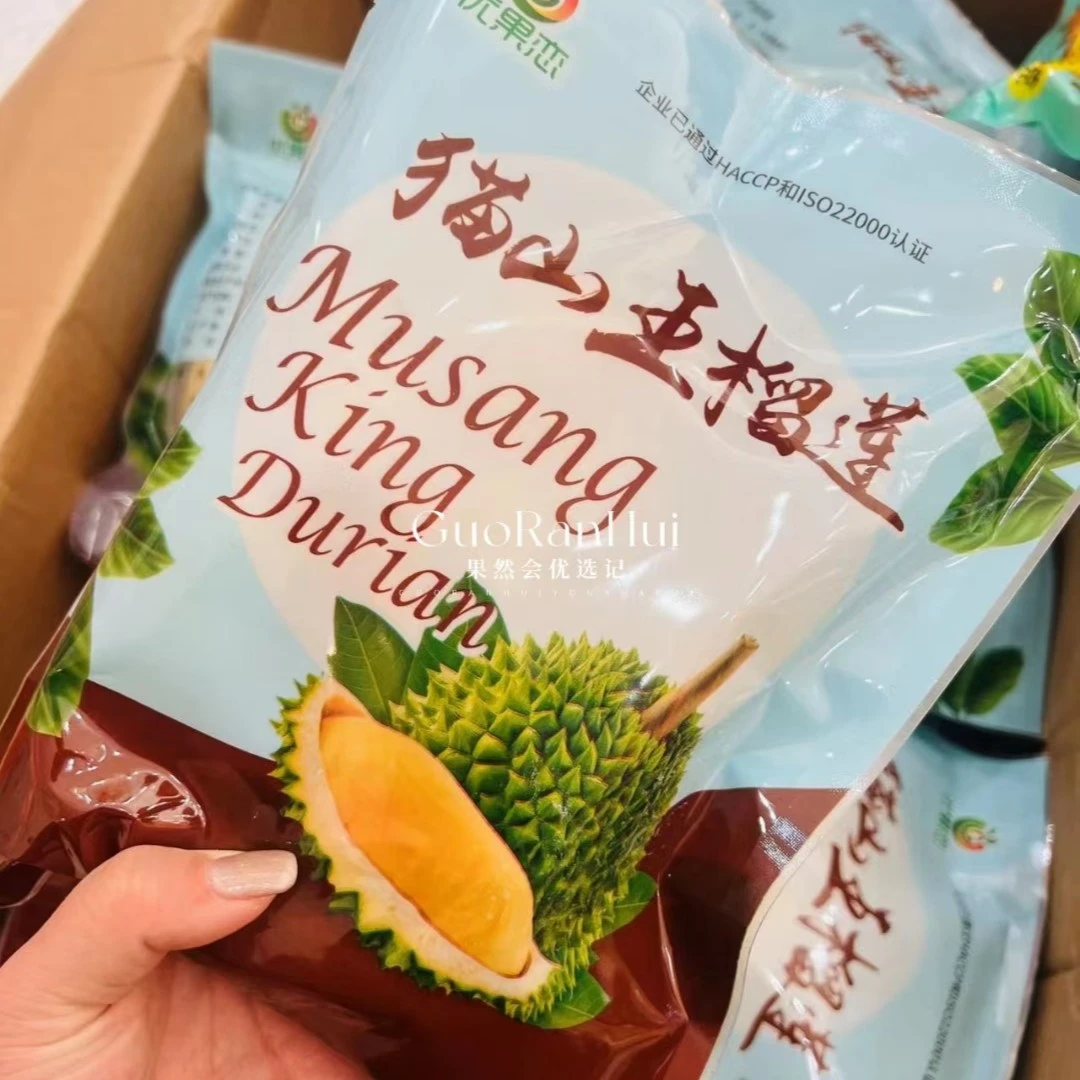 优果恋
企业已通过HACCP和ISO22000认证
猫山王榴莲
Musang
King
Durian
GuoRanHui
果然会优选记